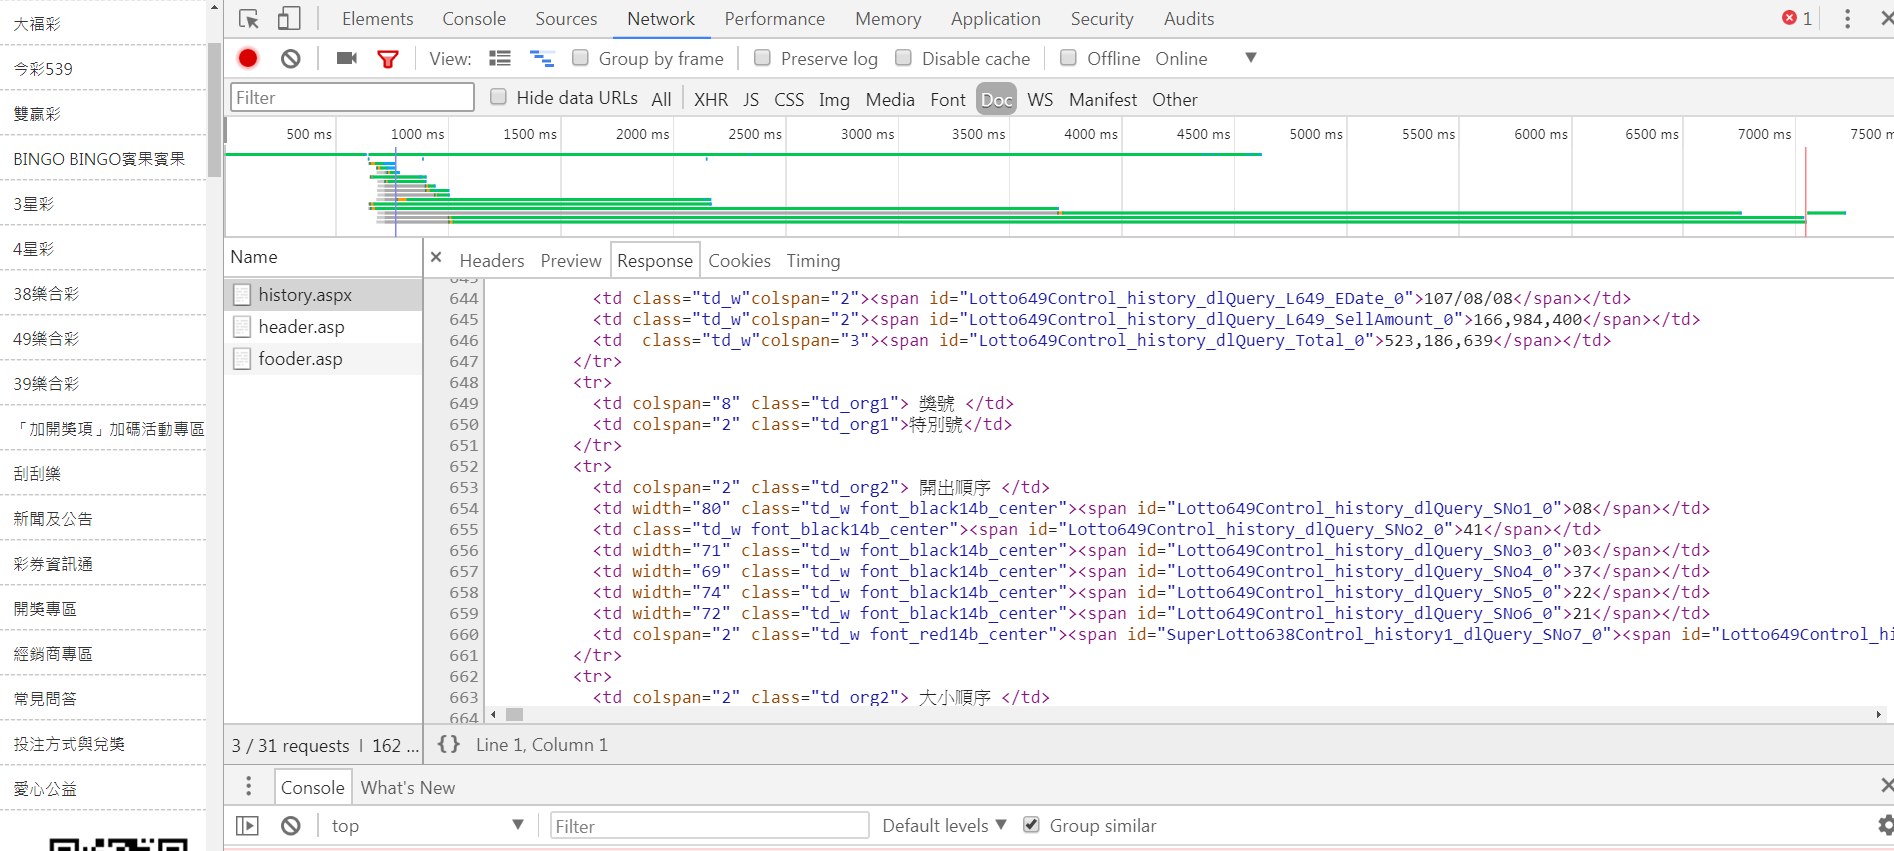 大福彩
今彩539
雙贏彩
BINGO BINGO賓果賓果
3星彩
4星彩
38樂合彩
49樂合彩
39樂合彩
「加開獎項」加碼活動專區
刮刮樂
新聞及公告
彩券資訊通
開獎專區
經銷商專區
常見問答
投注方式與兌獎
愛心公益
Elements Console Sources Network Performance Memory Application Security Audits 1
View: Group by frame Preserve log Disable cache Offline Online
Filter Hide data URLs All XHR JS CSS Img Media Font Doc WS Manifest Other
500 ms 1000 ms 1500 ms 2000 ms 2500 ms 3000 ms 3500 ms 4000 ms 4500 ms 5000 ms 5500 ms 6000 ms 6500 ms 7000 ms 7500 m
Name
history.aspx
header.asp
fooder.asp
3 / 31 requests | 162 ...
Headers Preview Response Cookies Timing
644 <td class="td_w"colspan="2"><span id="Lotto649Control_history_dlQuery_L649_EDate_0">107/08/08</span></td>
645 <td class="td_w"colspan="2"><span id="Lotto649Control_history_dlQuery_L649_SellAmount_0">166,984,400</span></td>
646 <td  class="td_w"colspan="3"><span id="Lotto649Control_history_dlQuery_Total_0">523,186,639</span></td>
647 </tr>
648 <tr>
649 <td colspan="8" class="td_org1"> 獎號 </td>
650 <td colspan="2" class="td_org1">特別號</td>
651 </tr>
652 <tr>
653 <td colspan="2" class="td_org2"> 開出順序 </td>
654 <td width="80" class="td_w font_black14b_center"><span id="Lotto649Control_history_dlQuery_SNo1_0">08</span></td>
655 <td class="td_w font_black14b_center"><span id="Lotto649Control_history_dlQuery_SNo2_0">41</span></td>
656 <td width="71" class="td_w font_black14b_center"><span id="Lotto649Control_history_dlQuery_SNo3_0">03</span></td>
657 <td width="69" class="td_w font_black14b_center"><span id="Lotto649Control_history_dlQuery_SNo4_0">37</span></td>
658 <td width="74" class="td_w font_black14b_center"><span id="Lotto649Control_history_dlQuery_SNo5_0">22</span></td>
659 <td width="72" class="td_w font_black14b_center"><span id="Lotto649Control_history_dlQuery_SNo6_0">21</span></td>
660 <td colspan="2" class="td_w font_red14b_center"><span id="SuperLotto638Control_history1_dlQuery_SNo7_0"><span id="Lotto649Control_hi
661 </tr>
662 <tr>
663 <td colspan="2" class="td_org2"> 大小順序 </td>
664
{} Line 1, Column 1
Console What's New
top Filter Default levels Group similar